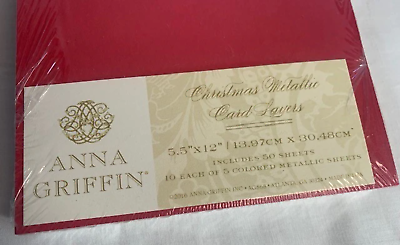 Christmas Metallic
Card Layers
5.5"x12" | 13.97cm x 30.48cm
INCLUDES 50 SHEETS
10 EACH OF 5 COLORED METALLIC SHEETS
ANNA
GRIFFIN®